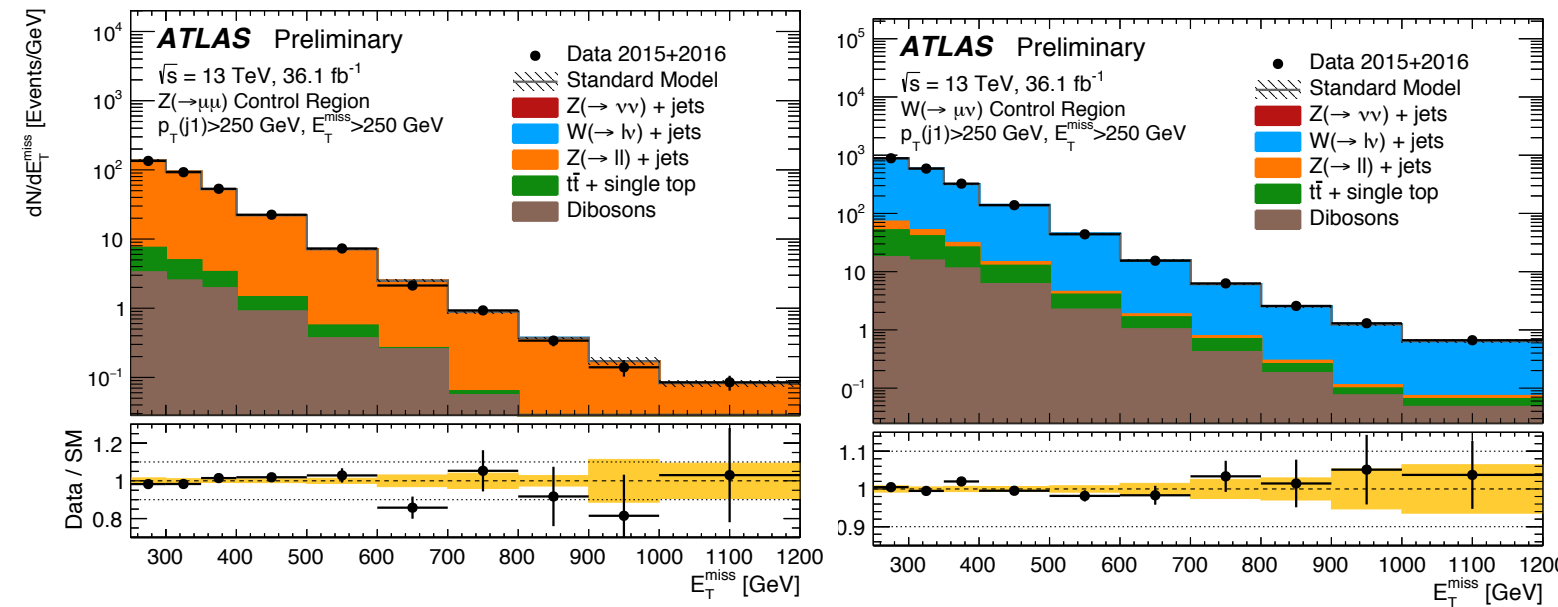 dN/dE_T^miss [Events/GeV]
10⁴
10³
10²
10
1
10⁻¹
ATLAS Preliminary
√s = 13 TeV, 36.1 fb⁻¹
Z(→μμ) Control Region
p_T(j1)>250 GeV, E_T^miss>250 GeV
Data 2015+2016
Standard Model
Z(→ νν) + jets
W(→ lν) + jets
Z(→ ll) + jets
tt̄ + single top
Dibosons
Data / SM
1.2
1
0.8
300 400 500 600 700 800 900 1000 1100 1200
E_T^miss [GeV]
10⁵
10⁴
10³
10²
10
1
0⁻¹
ATLAS Preliminary
√s = 13 TeV, 36.1 fb⁻¹
W(→ μν) Control Region
p_T(j1)>250 GeV, E_T^miss>250 GeV
Data 2015+2016
Standard Model
Z(→ νν) + jets
W(→ lν) + jets
Z(→ ll) + jets
tt̄ + single top
Dibosons
1.1
1
0.9
300 400 500 600 700 800 900 1000 1100 120
E_T^miss [GeV]